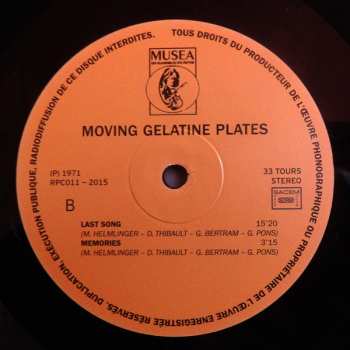 TOUS DROITS DU PRODUCTEUR DE L'ŒUVRE PHONOGRAPHIQUE OU DU PROPRIÉTAIRE DE L'ŒUVRE ENREGISTRÉE RÉSERVÉS. DUPLICATION, EXÉCUTION PUBLIQUE, RADIODIFFUSION DE CE DISQUE INTERDITES.
MUSEA
MOVING GELATINE PLATES
(P) 1971
33 TOURS
RPC011 – 2015
STEREO
B
SACEM
LAST SONG 15'20
(M. HELMLINGER – D. THIBAULT – G. BERTRAM – G. PONS)
MEMORIES 3'15
(M. HELMLINGER – D. THIBAULT – G. BERTRAM – G. PONS)